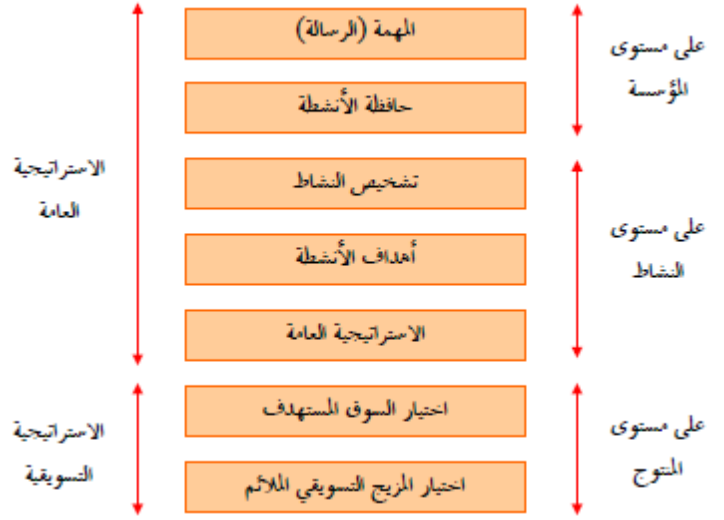 المهمة (الرسالة)
حافظة الأنشطة
تشخيص النشاط
أهداف الأنشطة
الاستراتيجية العامة
اختيار السوق المستهدف
اختيار المزيج التسويقي الملائم
على مستوى
المؤسسة
على مستوى
النشاط
على مستوى
المنتوج
الاستراتيجية
العامة
الاستراتيجية
التسويقية